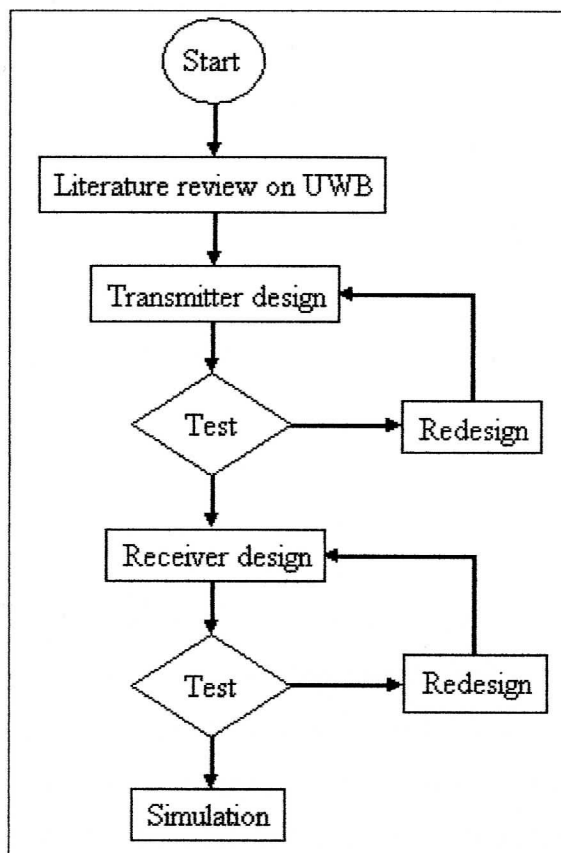 Start
Literature review on UWB
Transmitter design
Test
Redesign
Receiver design
Test
Redesign
Simulation